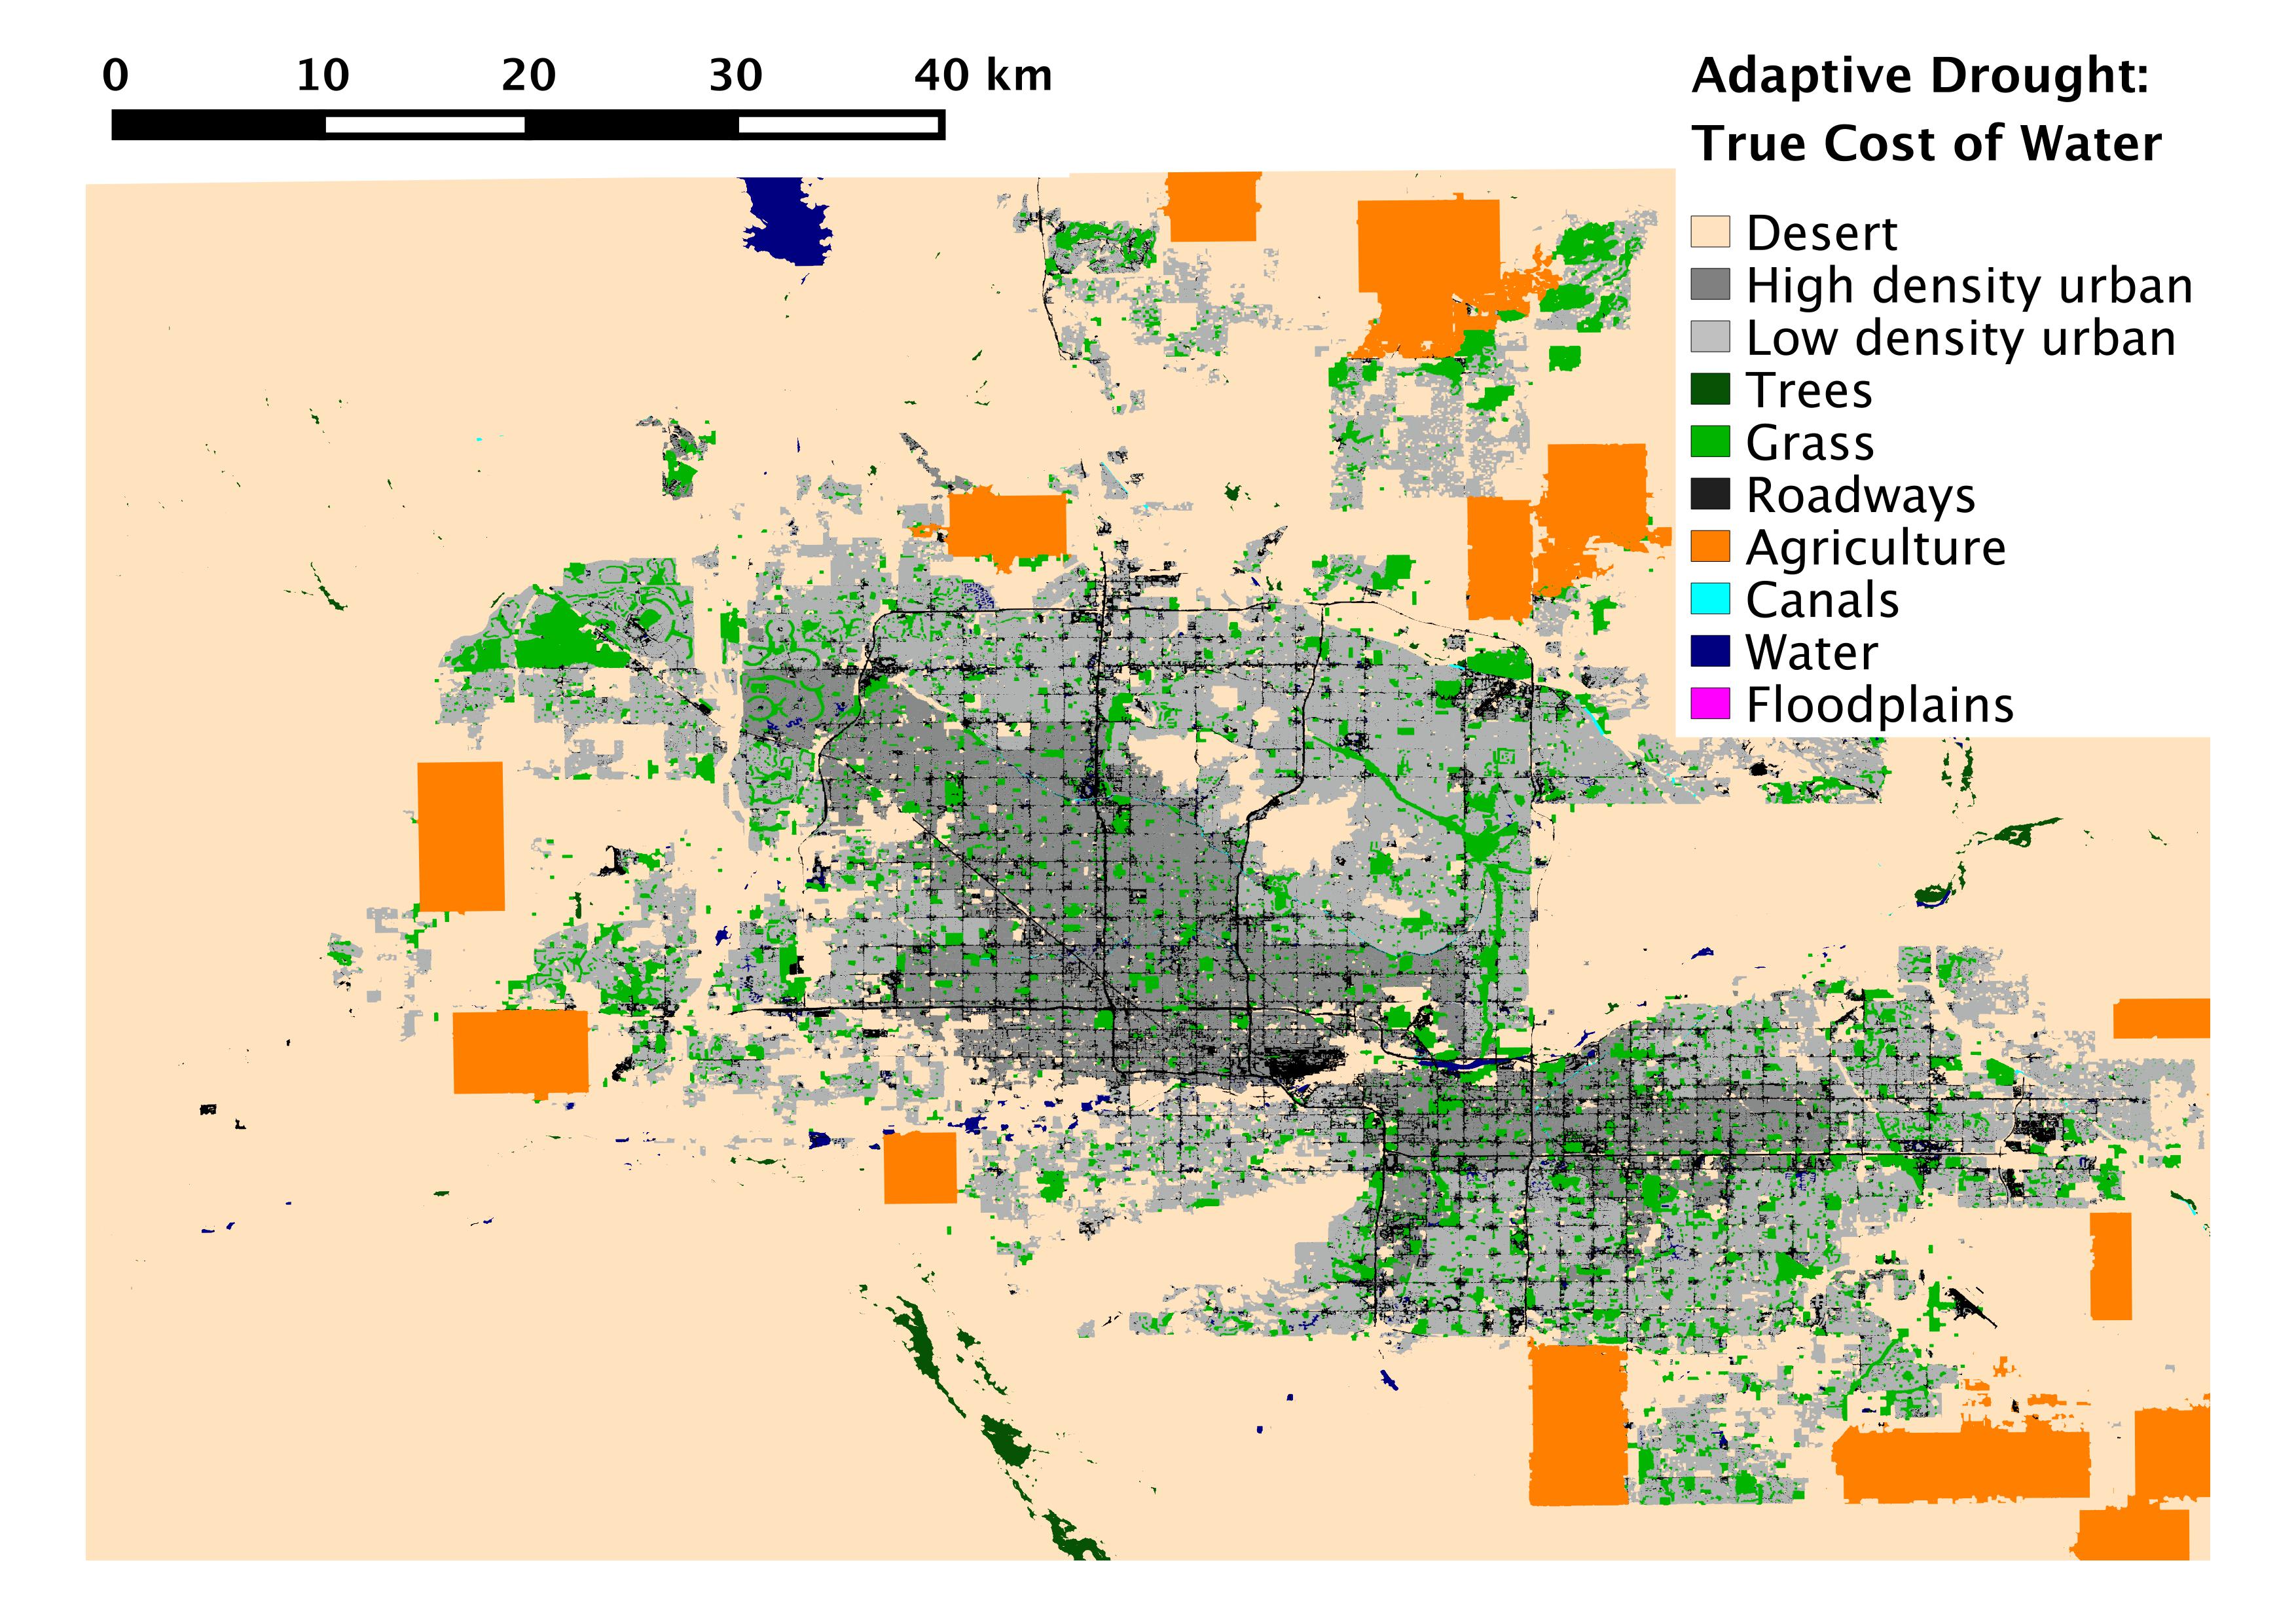 0 10 20 30 40 km
Adaptive Drought:
True Cost of Water
Desert
High density urban
Low density urban
Trees
Grass
Roadways
Agriculture
Canals
Water
Floodplains